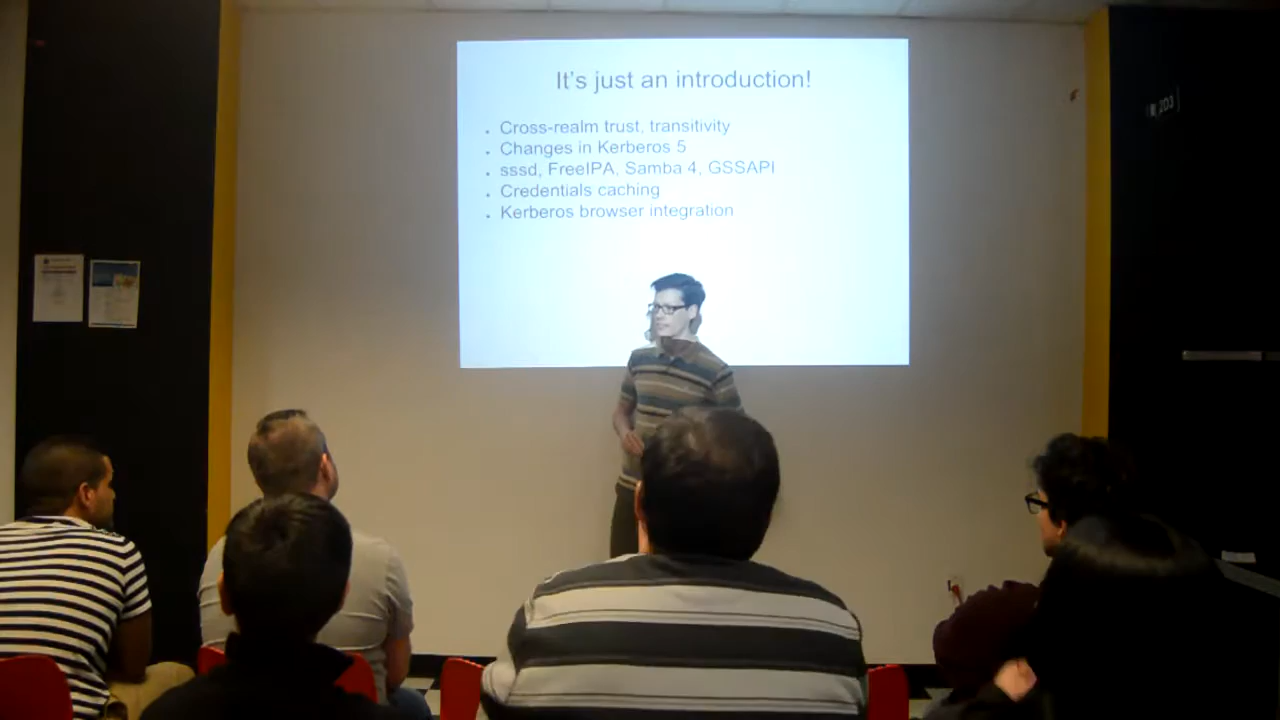 It's just an introduction!
Cross-realm trust, transitivity
Changes in Kerberos 5
sssd, FreeIPA, Samba 4, GSSAPI
Credentials caching
Kerberos browser integration